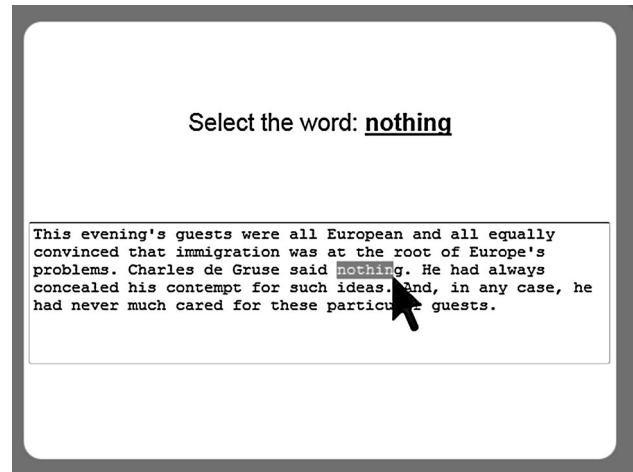 Select the word: nothing
This evening's guests were all European and all equally
convinced that immigration was at the root of Europe's
problems. Charles de Gruse said nothing. He had always
concealed his contempt for such ideas. And, in any case, he
had never much cared for these particular guests.